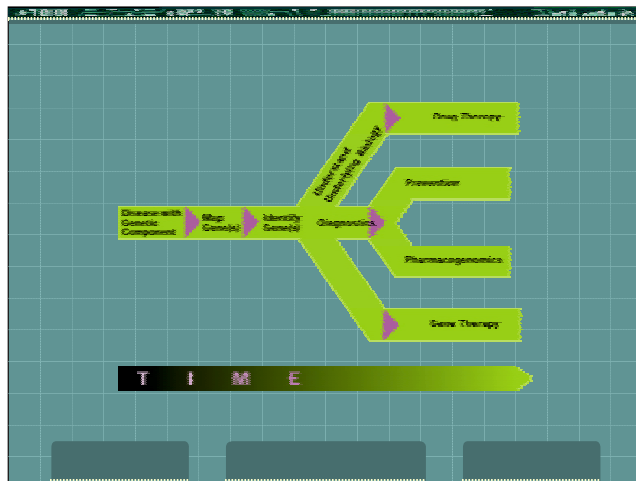 Drug Therapy
Understand
Underlying Biology
Prevention
Disease with
Genetic
Component
Map
Gene(s)
Identify
Gene(s)
Diagnostics
Pharmacogenomics
Gene Therapy
T I M E